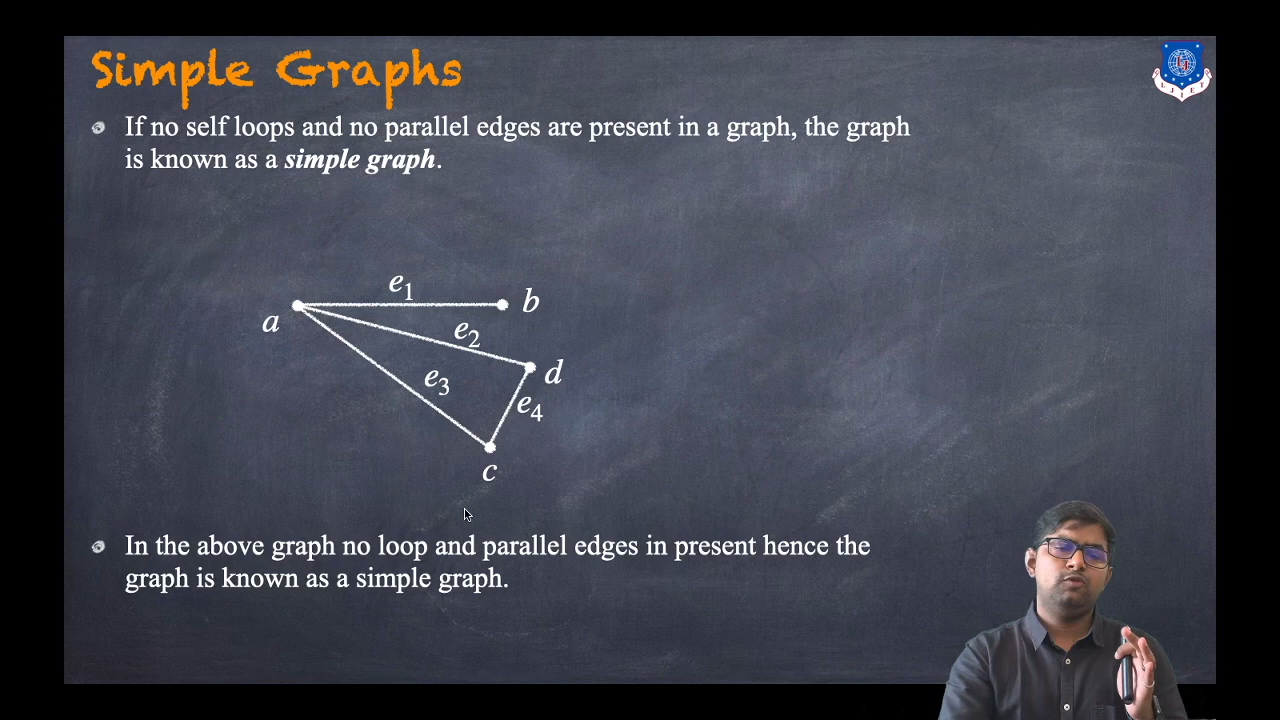 Simple Graphs
If no self loops and no parallel edges are present in a graph, the graph
is known as a simple graph.
e1
b
a
e2
d
e3
e4
c
In the above graph no loop and parallel edges in present hence the
graph is known as a simple graph.
L J I E T